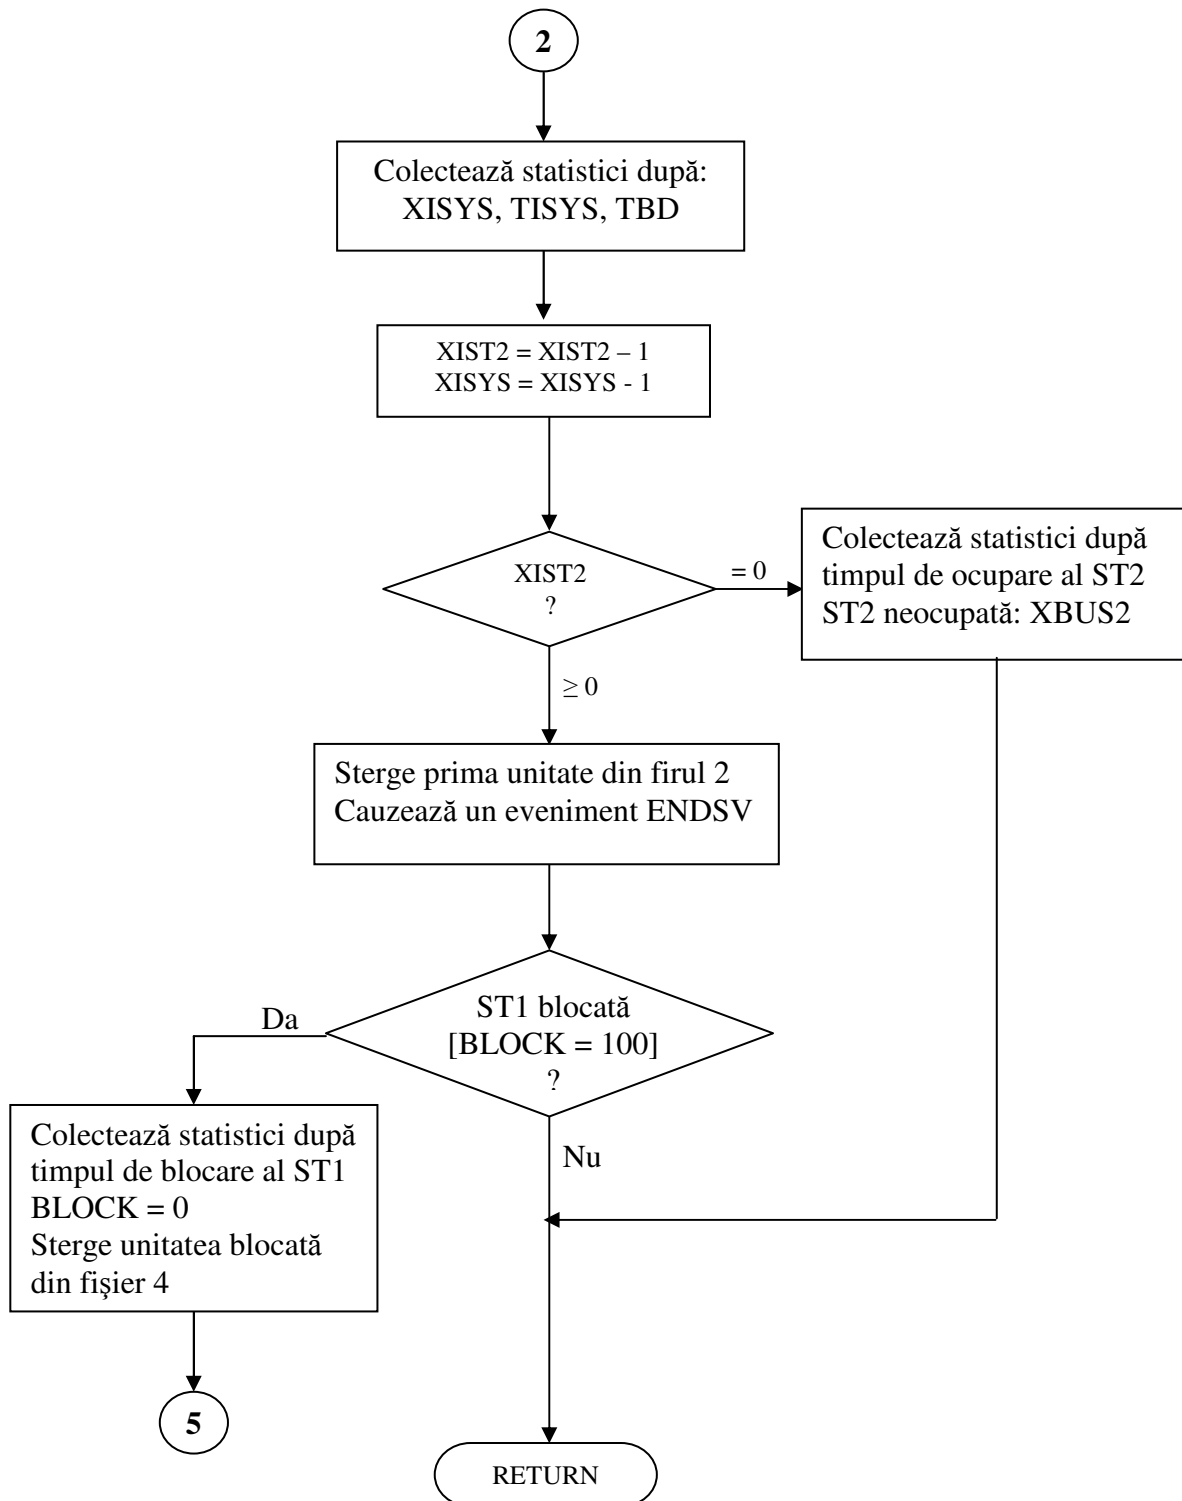 2
Colectează statistici după:
XISYS, TISYS, TBD
XIST2 = XIST2 – 1
XISYS = XISYS - 1
XIST2
?
= 0
Colectează statistici după
timpul de ocupare al ST2
ST2 neocupată: XBUS2
≥ 0
Sterge prima unitate din firul 2
Cauzează un eveniment ENDSV
ST1 blocată
[BLOCK = 100]
?
Da
Nu
Colectează statistici după
timpul de blocare al ST1
BLOCK = 0
Sterge unitatea blocată
din fişier 4
5
RETURN